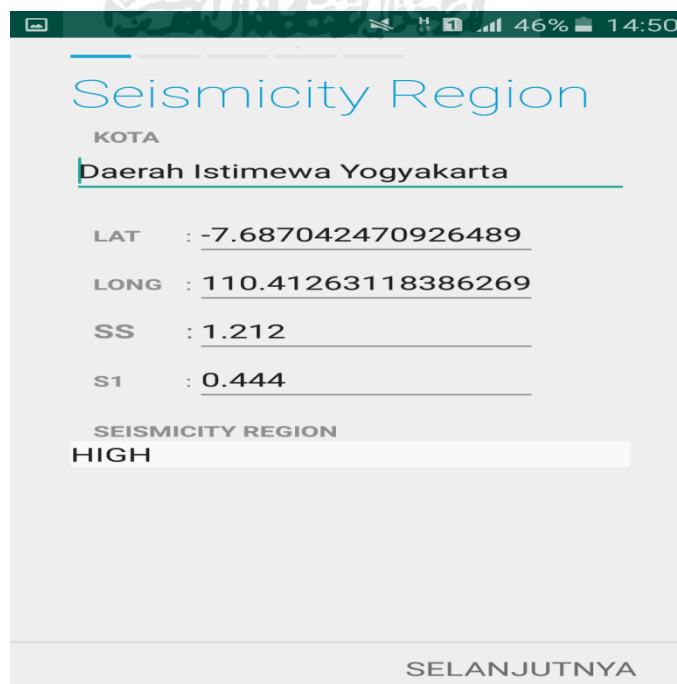 H 1 46% 14:50
Seismicity Region
KOTA
Daerah Istimewa Yogyakarta
LAT : -7.687042470926489
LONG : 110.41263118386269
SS : 1.212
S1 : 0.444
SEISMICITY REGION
HIGH
SELANJUTNYA